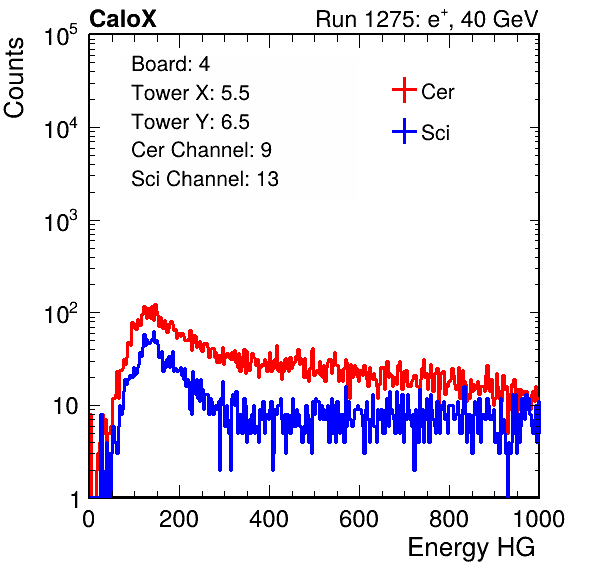 CaloX Run 1275: e⁺, 40 GeV
Counts
10⁵
10⁴
10³
10²
10
1
Board: 4
Tower X: 5.5
Tower Y: 6.5
Cer Channel: 9
Sci Channel: 13
Cer
Sci
0 200 400 600 800 1000
Energy HG